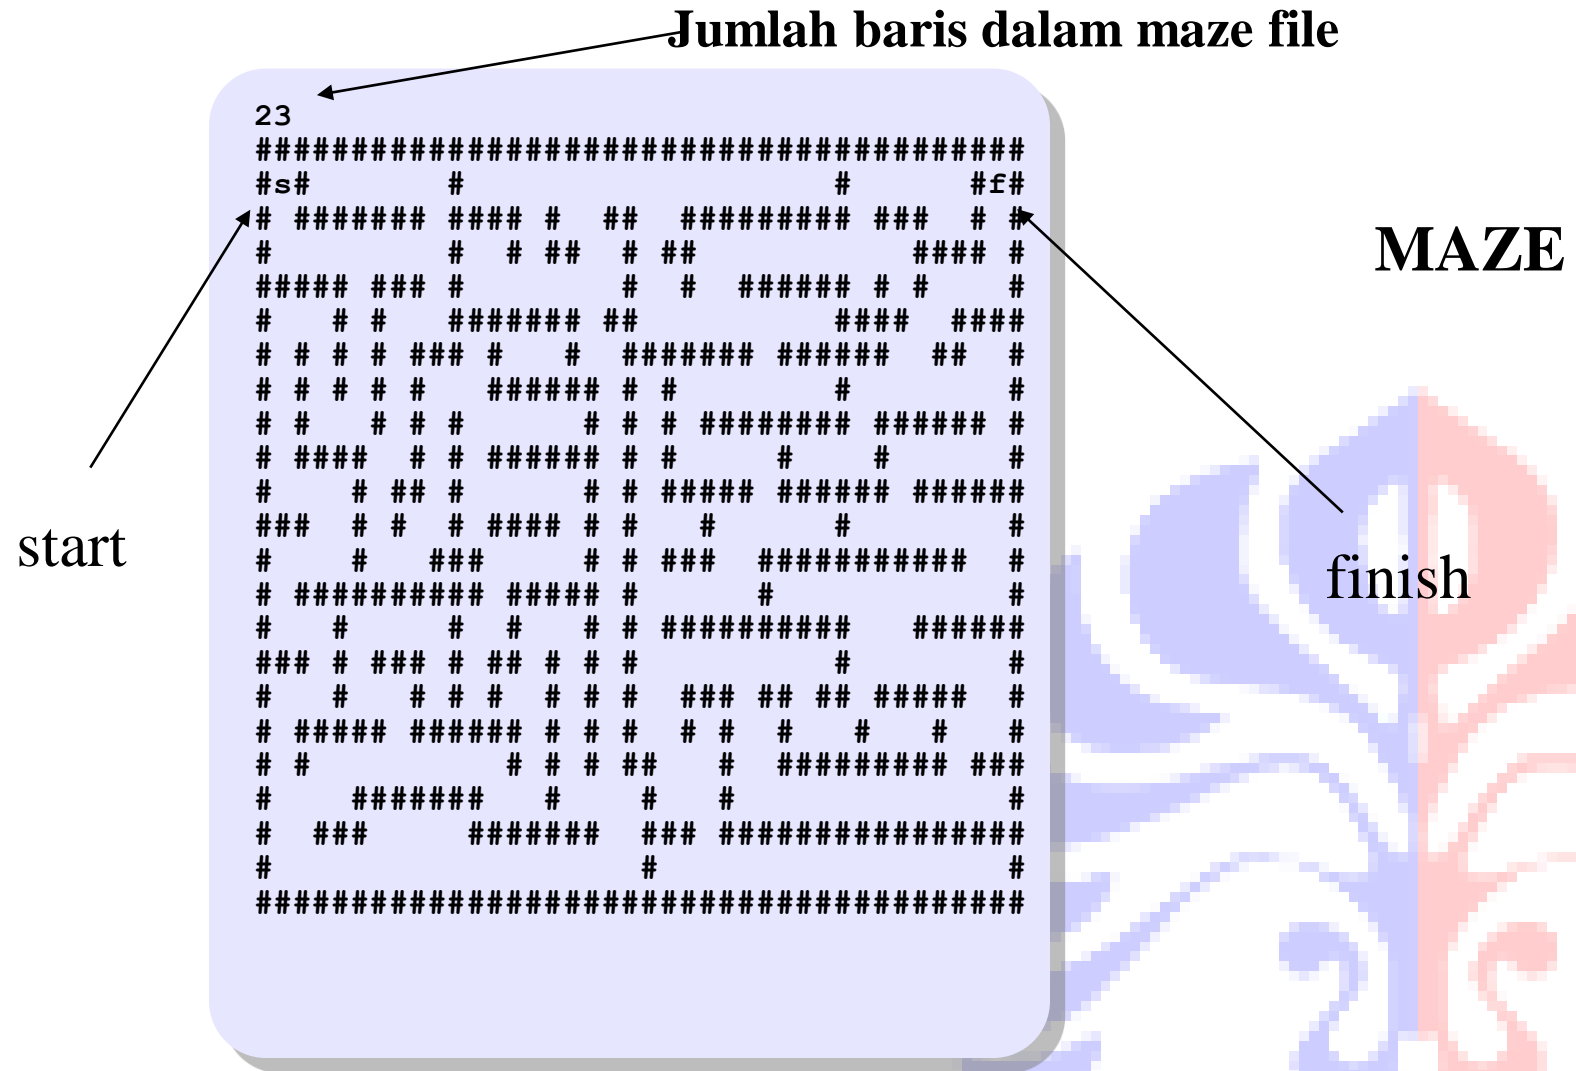 Jumlah baris dalam maze file
23
########################################
#s#       #                   #      #f#
# ####### #### #  ##  ######### ###  # #
#         #  # ##  # ##           #### #
##### ### #        #  #  ###### # #    #
#   # #   ####### ##          ####  ####
# # # # ### #   #  ####### ######  ##  #
# # # # #   ###### # #        #        #
# #   # # #      # # # ######## ###### #
# ####  # # ###### # #     #    #      #
#    # ## #      # # ##### ###### ######
###  # #  # #### # #   #      #        #
#    #   ###     # # ###  ###########  #
# ########## ##### #      #            #
#   #     #  #   # # ##########   ######
### # ### # ## # # #          #        #
#   #   # # #  # # #  ### ## ## #####  #
# ##### ###### # # #  # #  #   #   #   #
# #          # # # ##   #  ######### ###
#    #######   #    #   #              #
#  ###     #######  ### ################
#                   #                  #
########################################
MAZE
start
finish